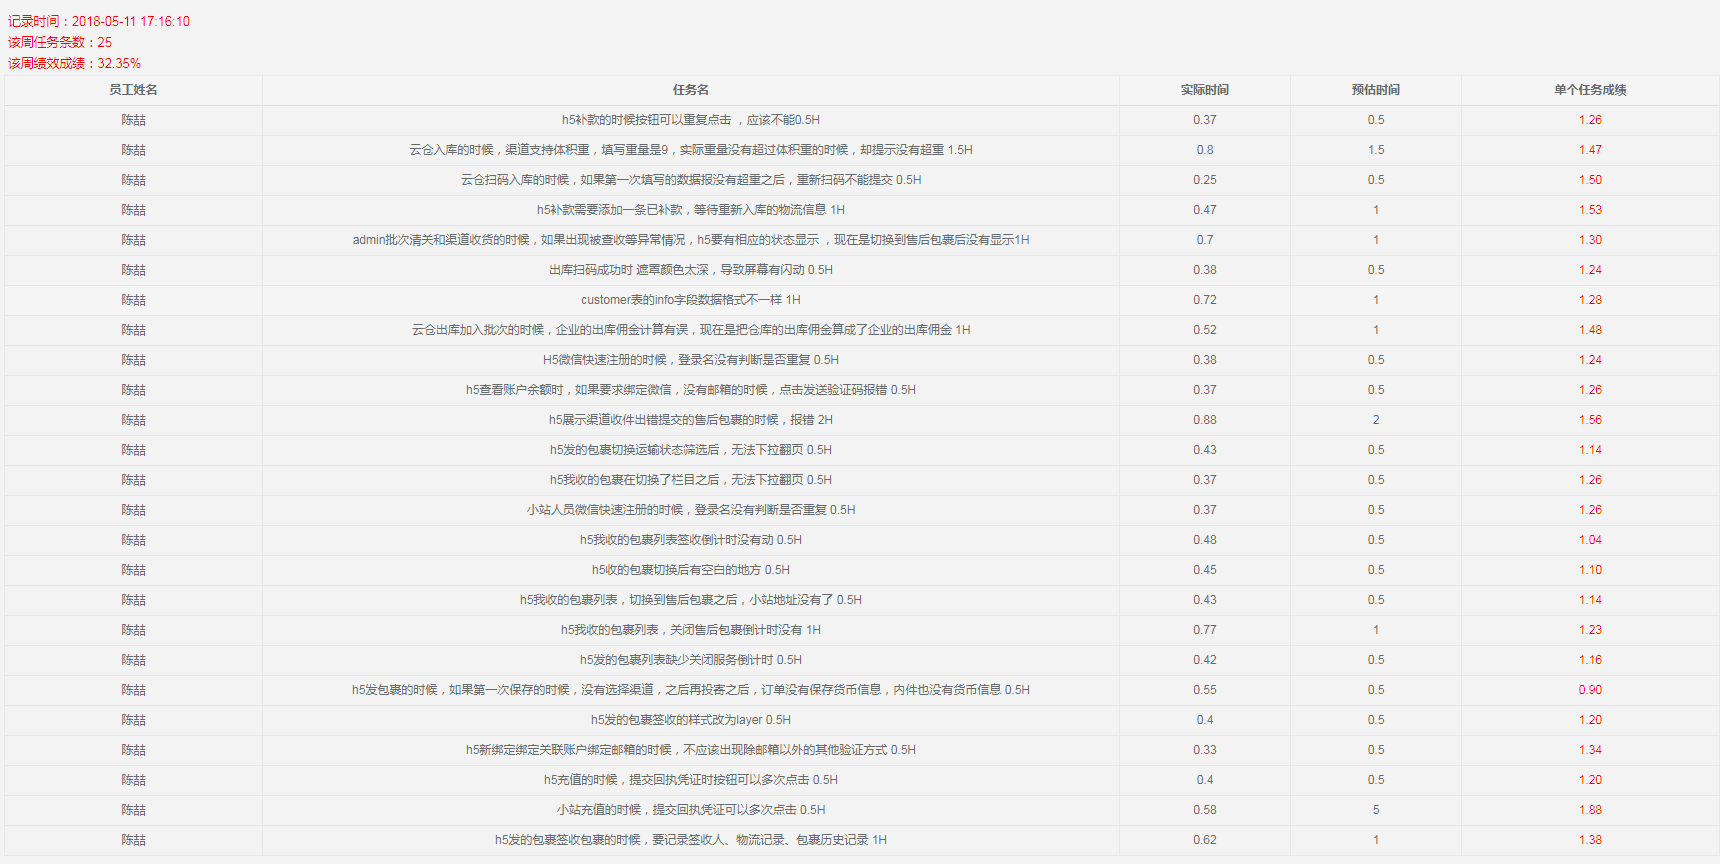 记录时间：2018-05-11 17:16:10
该周任务条数：25
该周绩效成绩：32.35%
员工姓名 任务名 实际时间 预估时间 单个任务成绩
陈喆 h5补款的时候按钮可以重复点击 ，应该不能0.5H 0.37 0.5 1.26
陈喆 云仓入库的时候，渠道支持体积重，填写重量是9，实际重量没有超过体积重的时候，却提示没有超重 1.5H 0.8 1.5 1.47
陈喆 云仓扫码入库的时候，如果第一次填写的数据报没有超重之后，重新扫码不能提交 0.5H 0.25 0.5 1.50
陈喆 h5补款需要添加一条已补款，等待重新入库的物流信息 1H 0.47 1 1.53
陈喆 admin批次清关和渠道收货的时候，如果出现被查收等异常情况，h5要有相应的状态显示 ，现在是切换到售后包裹后没有显示1H 0.7 1 1.30
陈喆 出库扫码成功时 遮罩颜色太深，导致屏幕有闪动 0.5H 0.38 0.5 1.24
陈喆 customer表的info字段数据格式不一样 1H 0.72 1 1.28
陈喆 云仓出库加入批次的时候，企业的出库佣金计算有误，现在是把仓库的出库佣金算成了企业的出库佣金 1H 0.52 1 1.48
陈喆 H5微信快速注册的时候，登录名没有判断是否重复 0.5H 0.38 0.5 1.24
陈喆 h5查看账户余额时，如果要求绑定微信，没有邮箱的时候，点击发送验证码报错 0.5H 0.37 0.5 1.26
陈喆 h5展示渠道收件出错提交的售后包裹的时候，报错 2H 0.88 2 1.56
陈喆 h5发的包裹切换运输状态筛选后，无法下拉翻页 0.5H 0.43 0.5 1.14
陈喆 h5我收的包裹在切换了栏目之后，无法下拉翻页 0.5H 0.37 0.5 1.26
陈喆 小站人员微信快速注册的时候，登录名没有判断是否重复 0.5H 0.37 0.5 1.26
陈喆 h5我收的包裹列表签收倒计时没有动 0.5H 0.48 0.5 1.04
陈喆 h5收的包裹切换后有空白的地方 0.5H 0.45 0.5 1.10
陈喆 h5我收的包裹列表，切换到售后包裹之后，小站地址没有了 0.5H 0.43 0.5 1.14
陈喆 h5我收的包裹列表，关闭售后包裹倒计时没有 1H 0.77 1 1.23
陈喆 h5发的包裹列表缺少关闭服务倒计时 0.5H 0.42 0.5 1.16
陈喆 h5发包裹的时候，如果第一次保存的时候，没有选择渠道，之后再投寄之后，订单没有保存货币信息，内件也没有货币信息 0.5H 0.55 0.5 0.90
陈喆 h5发的包裹签收的样式改为layer 0.5H 0.4 0.5 1.20
陈喆 h5新绑定绑定关联账户绑定邮箱的时候，不应该出现除邮箱以外的其他验证方式 0.5H 0.33 0.5 1.34
陈喆 h5充值的时候，提交回执凭证时按钮可以多次点击 0.5H 0.4 0.5 1.20
陈喆 小站充值的时候，提交回执凭证可以多次点击 0.5H 0.58 5 1.88
陈喆 h5发的包裹签收包裹的时候，要记录签收人、物流记录、包裹历史记录 1H 0.62 1 1.38